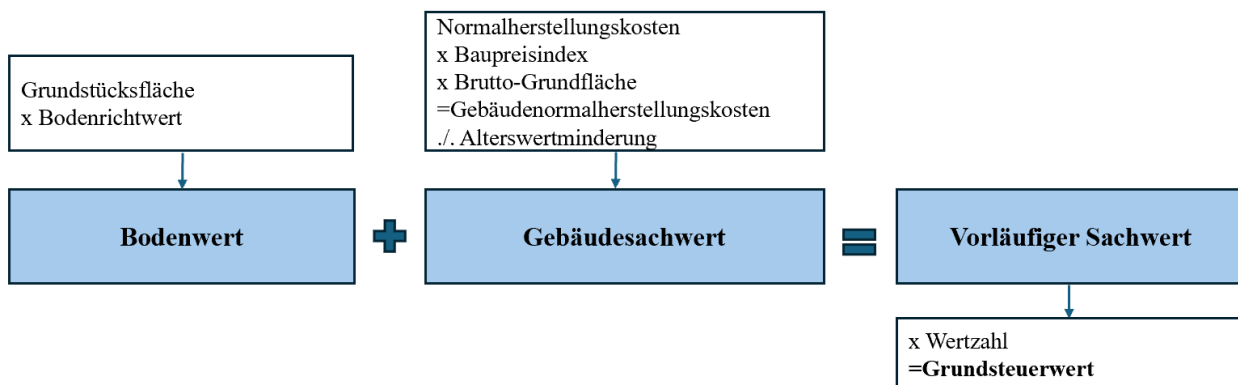 Grundstücksfläche
x Bodenrichtwert
Normalherstellungskosten
x Baupreisindex
x Brutto-Grundfläche
=Gebäudenormalherstellungskosten
./. Alterswertminderung
Bodenwert
Gebäudesachwert
Vorläufiger Sachwert
x Wertzahl
=Grundsteuerwert